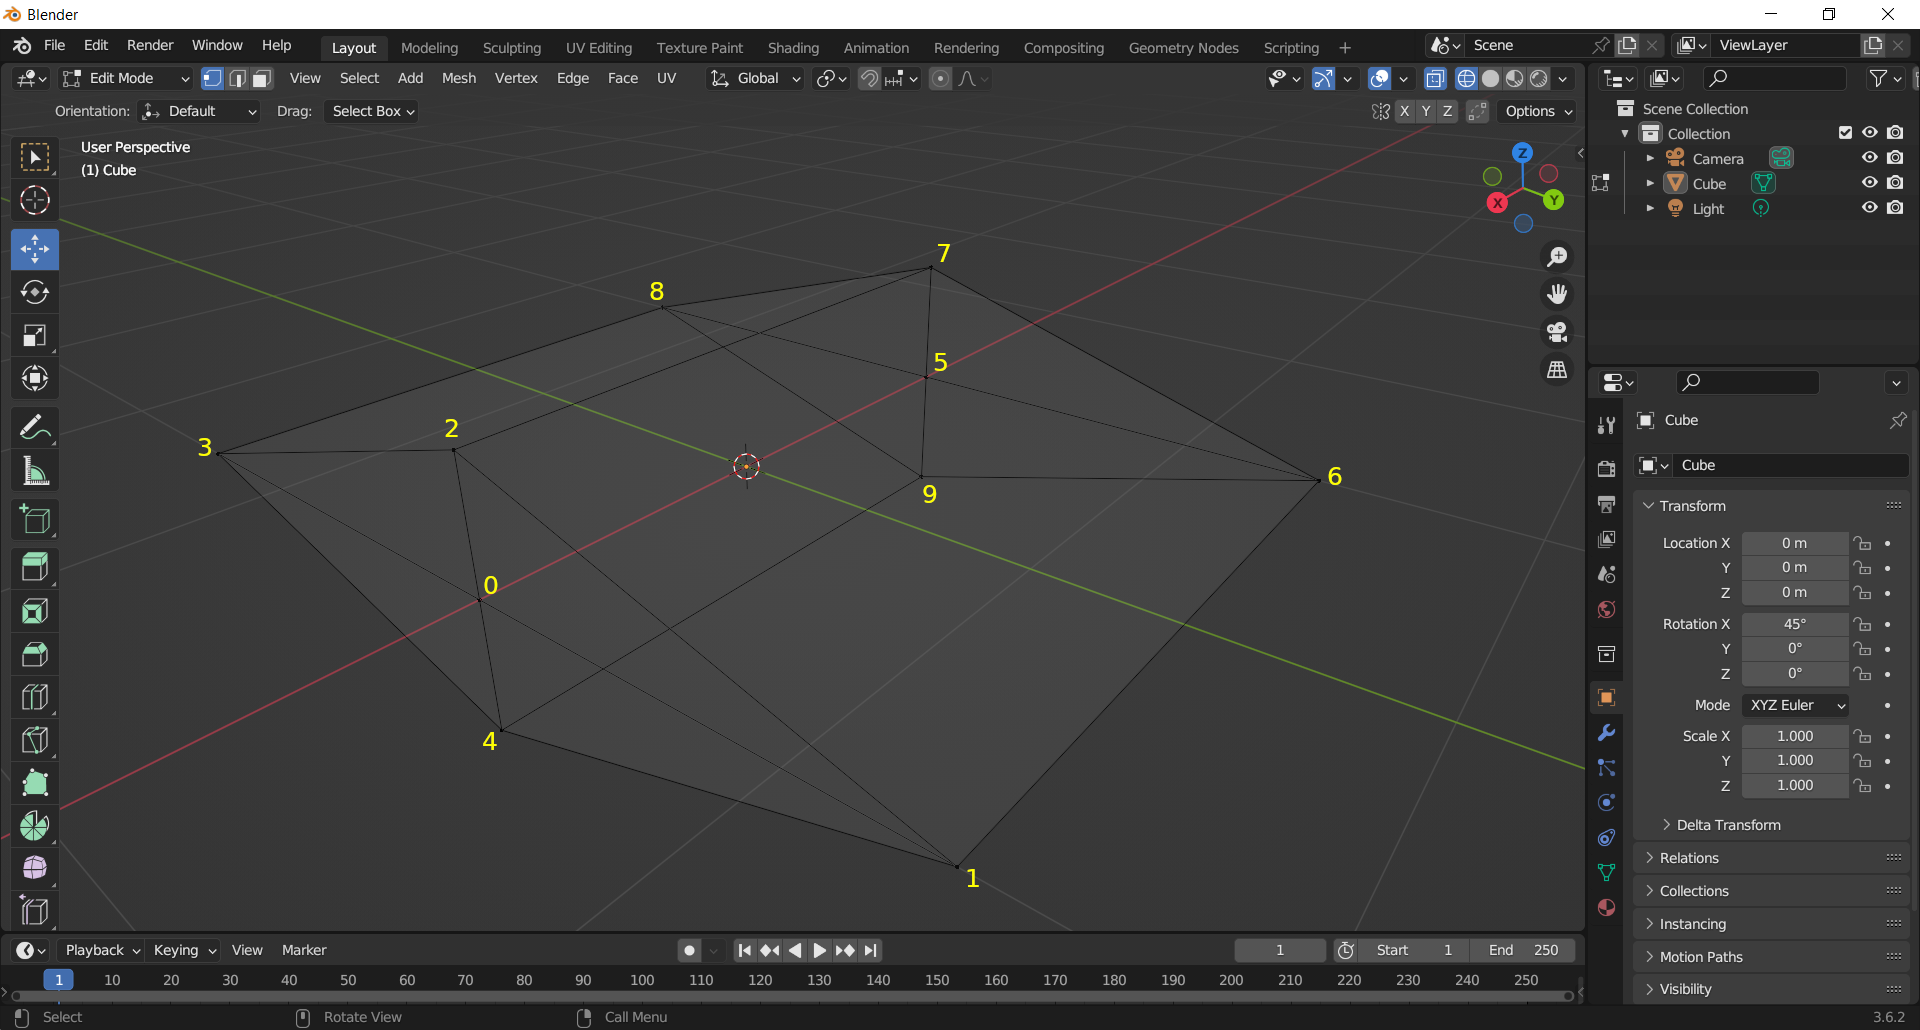 Blender
File Edit Render Window Help Layout Modeling Sculpting UV Editing Texture Paint Shading Animation Rendering Compositing Geometry Nodes Scripting + Scene ViewLayer
Edit Mode View Select Add Mesh Vertex Edge Face UV Global
Orientation: Default Drag: Select Box X Y Z Options
User Perspective
(1) Cube
Z
X
Y
7
8
5
2
3
6
9
0
4
1
Scene Collection
Collection
Camera
Cube
Light
Cube
Cube
Transform
Location X 0 m
Y 0 m
Z 0 m
Rotation X 45°
Y 0°
Z 0°
Mode XYZ Euler
Scale X 1.000
Y 1.000
Z 1.000
Delta Transform
Relations
Collections
Instancing
Motion Paths
Visibility
Playback Keying View Marker 1 Start 1 End 250
1 10 20 30 40 50 60 70 80 90 100 110 120 130 140 150 160 170 180 190 200 210 220 230 240 250
Select Rotate View Call Menu 3.6.2